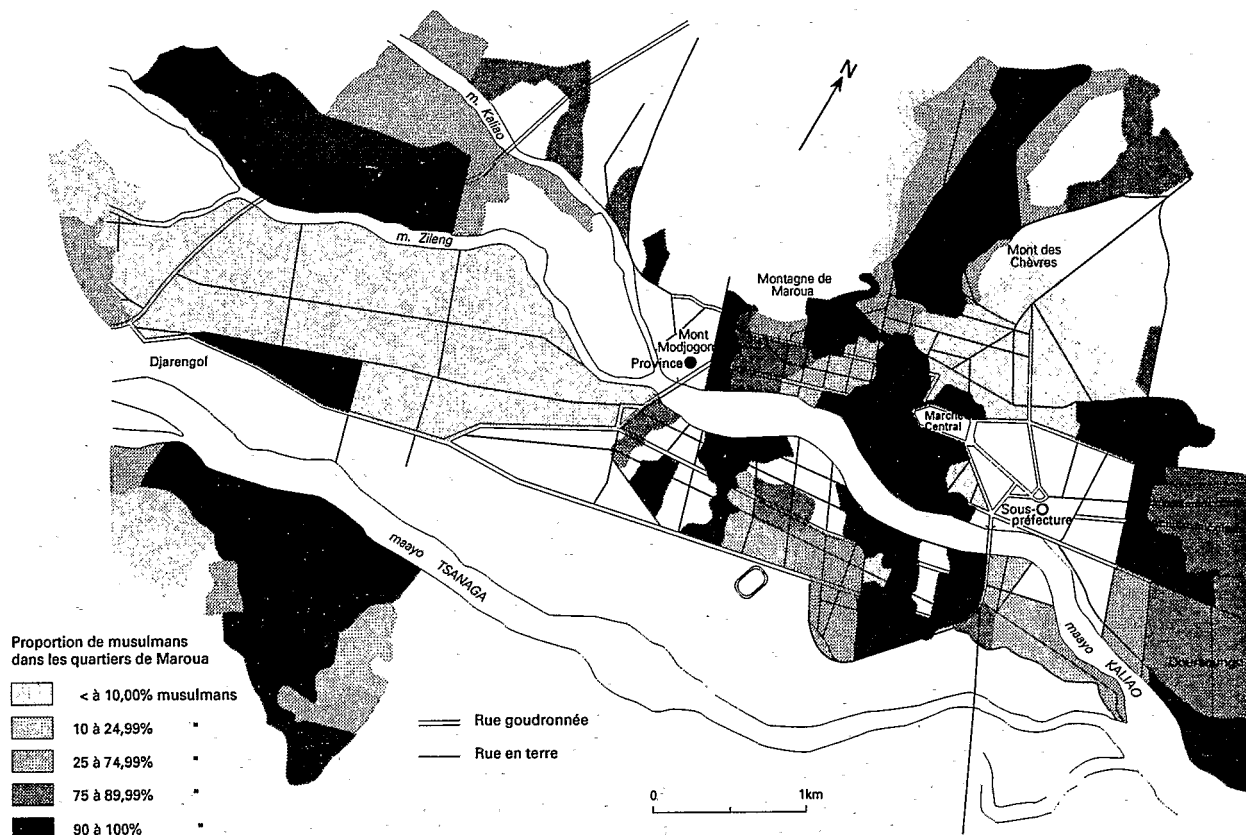 N
m. Kaliao
m. Zileng
Mont des
Chèvres
Montagne de
Maroua
Mont
Modjogor
Province
Djarengol
Marché
Central
Sous-
préfecture
maayo TSANAGA
maayo KALIAO
Proportion de musulmans
dans les quartiers de Maroua
< à 10,00% musulmans
10 à 24,99% "
25 à 74,99% "
75 à 89,99% "
90 à 100% "
Rue goudronnée
Rue en terre
0. 1km